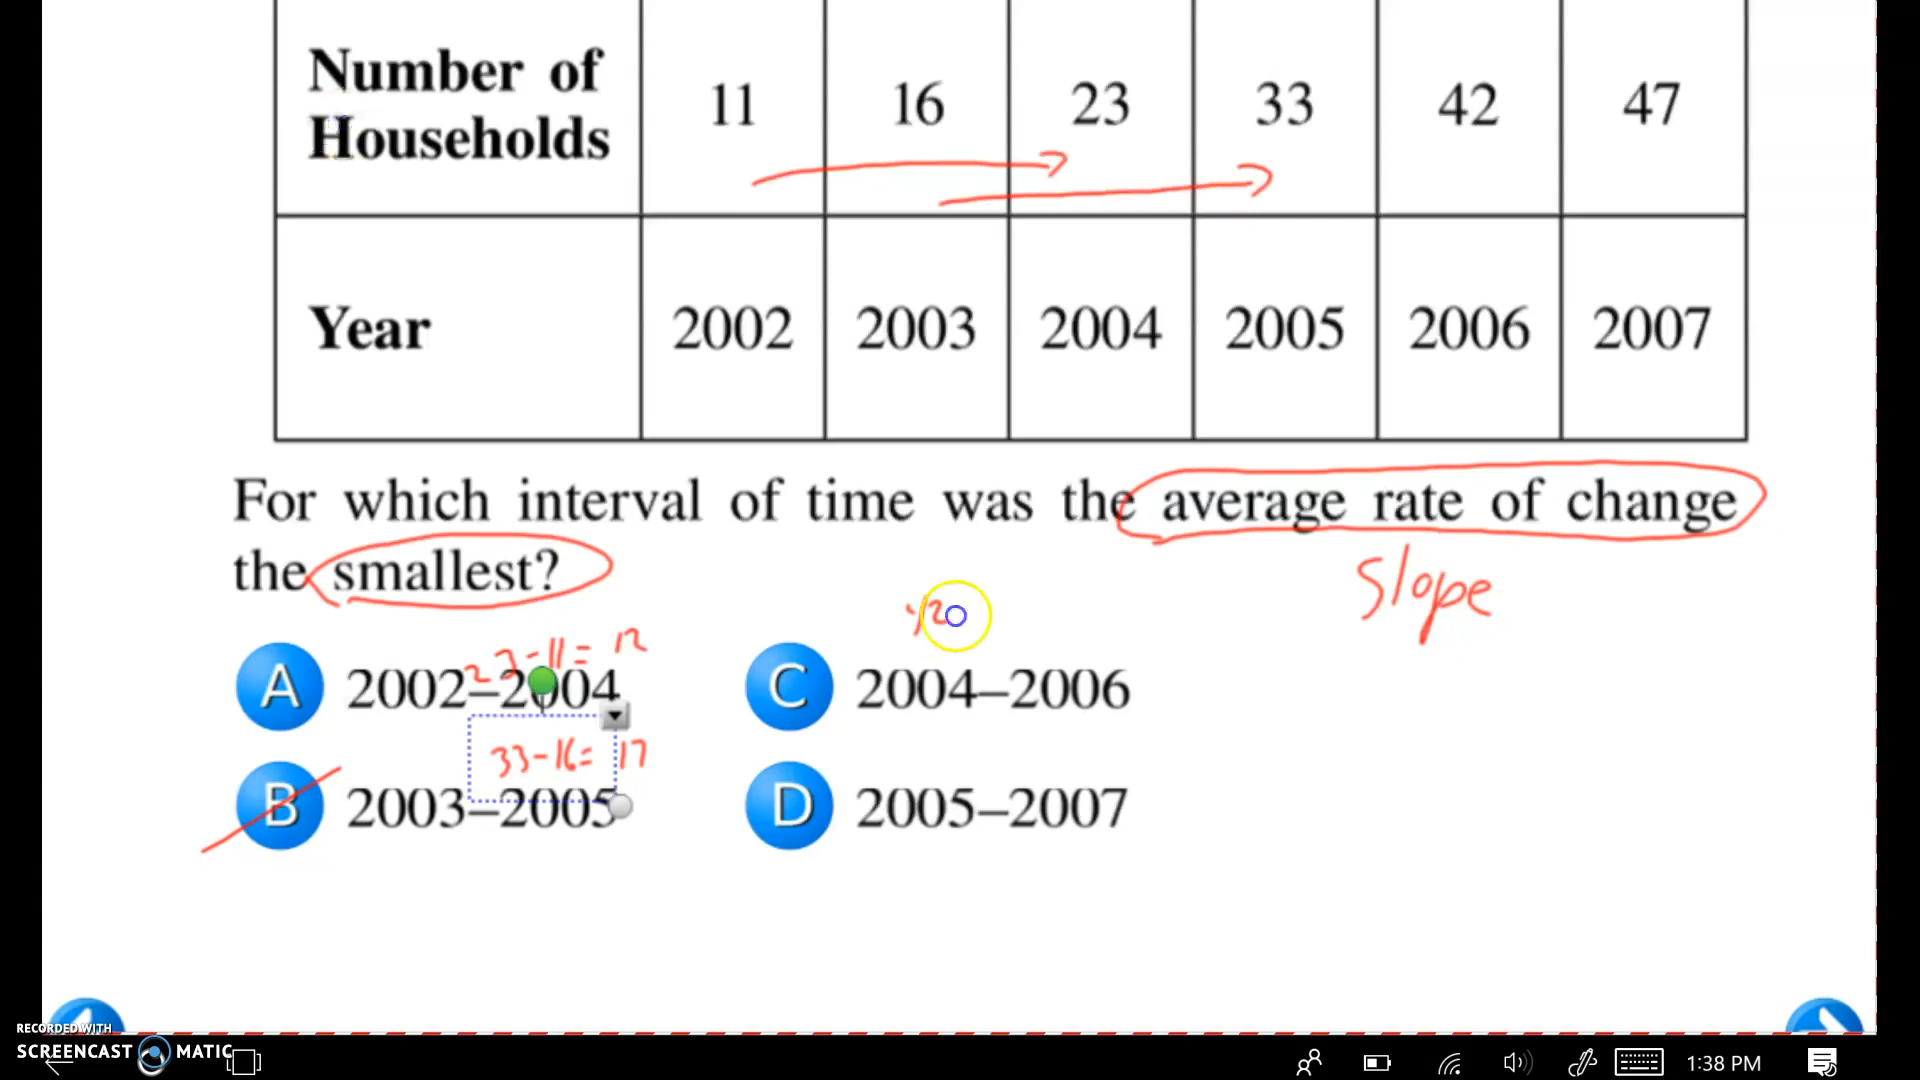 Number of
Households
11 16 23 33 42 47
Year 2002 2003 2004 2005 2006 2007
For which interval of time was the average rate of change
the smallest?
slope
23-11= 12
A 2002–2004
33-16= 17
B 2003–2005
42
C 2004–2006
D 2005–2007
RECORDED WITH
SCREENCAST MATIC
1:38 PM